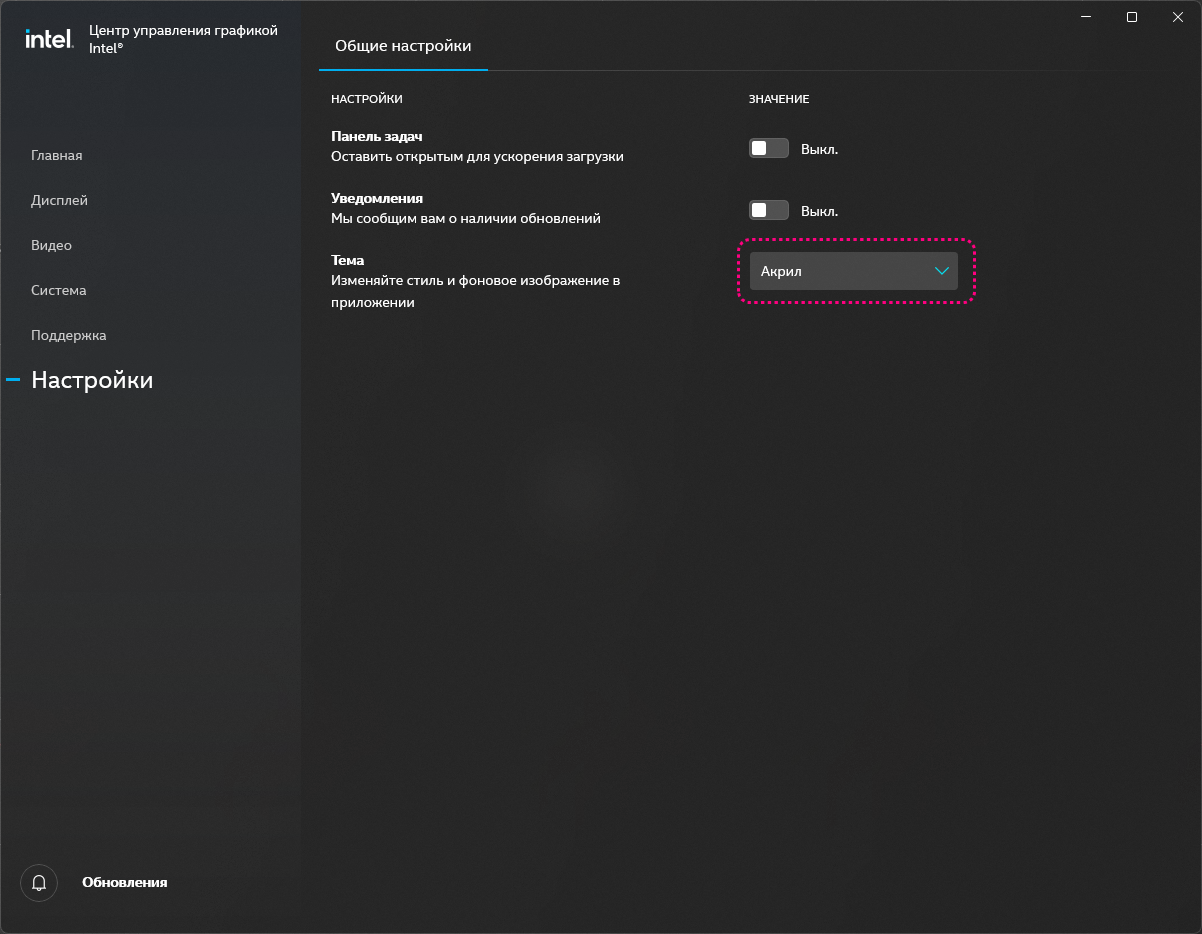 intel.
Центр управления графикой
Intel®
Главная
Дисплей
Видео
Система
Поддержка
Настройки
Обновления
Общие настройки
НАСТРОЙКИ
ЗНАЧЕНИЕ
Панель задач
Оставить открытым для ускорения загрузки
Выкл.
Уведомления
Мы сообщим вам о наличии обновлений
Выкл.
Тема
Изменяйте стиль и фоновое изображение в
приложении
Акрил